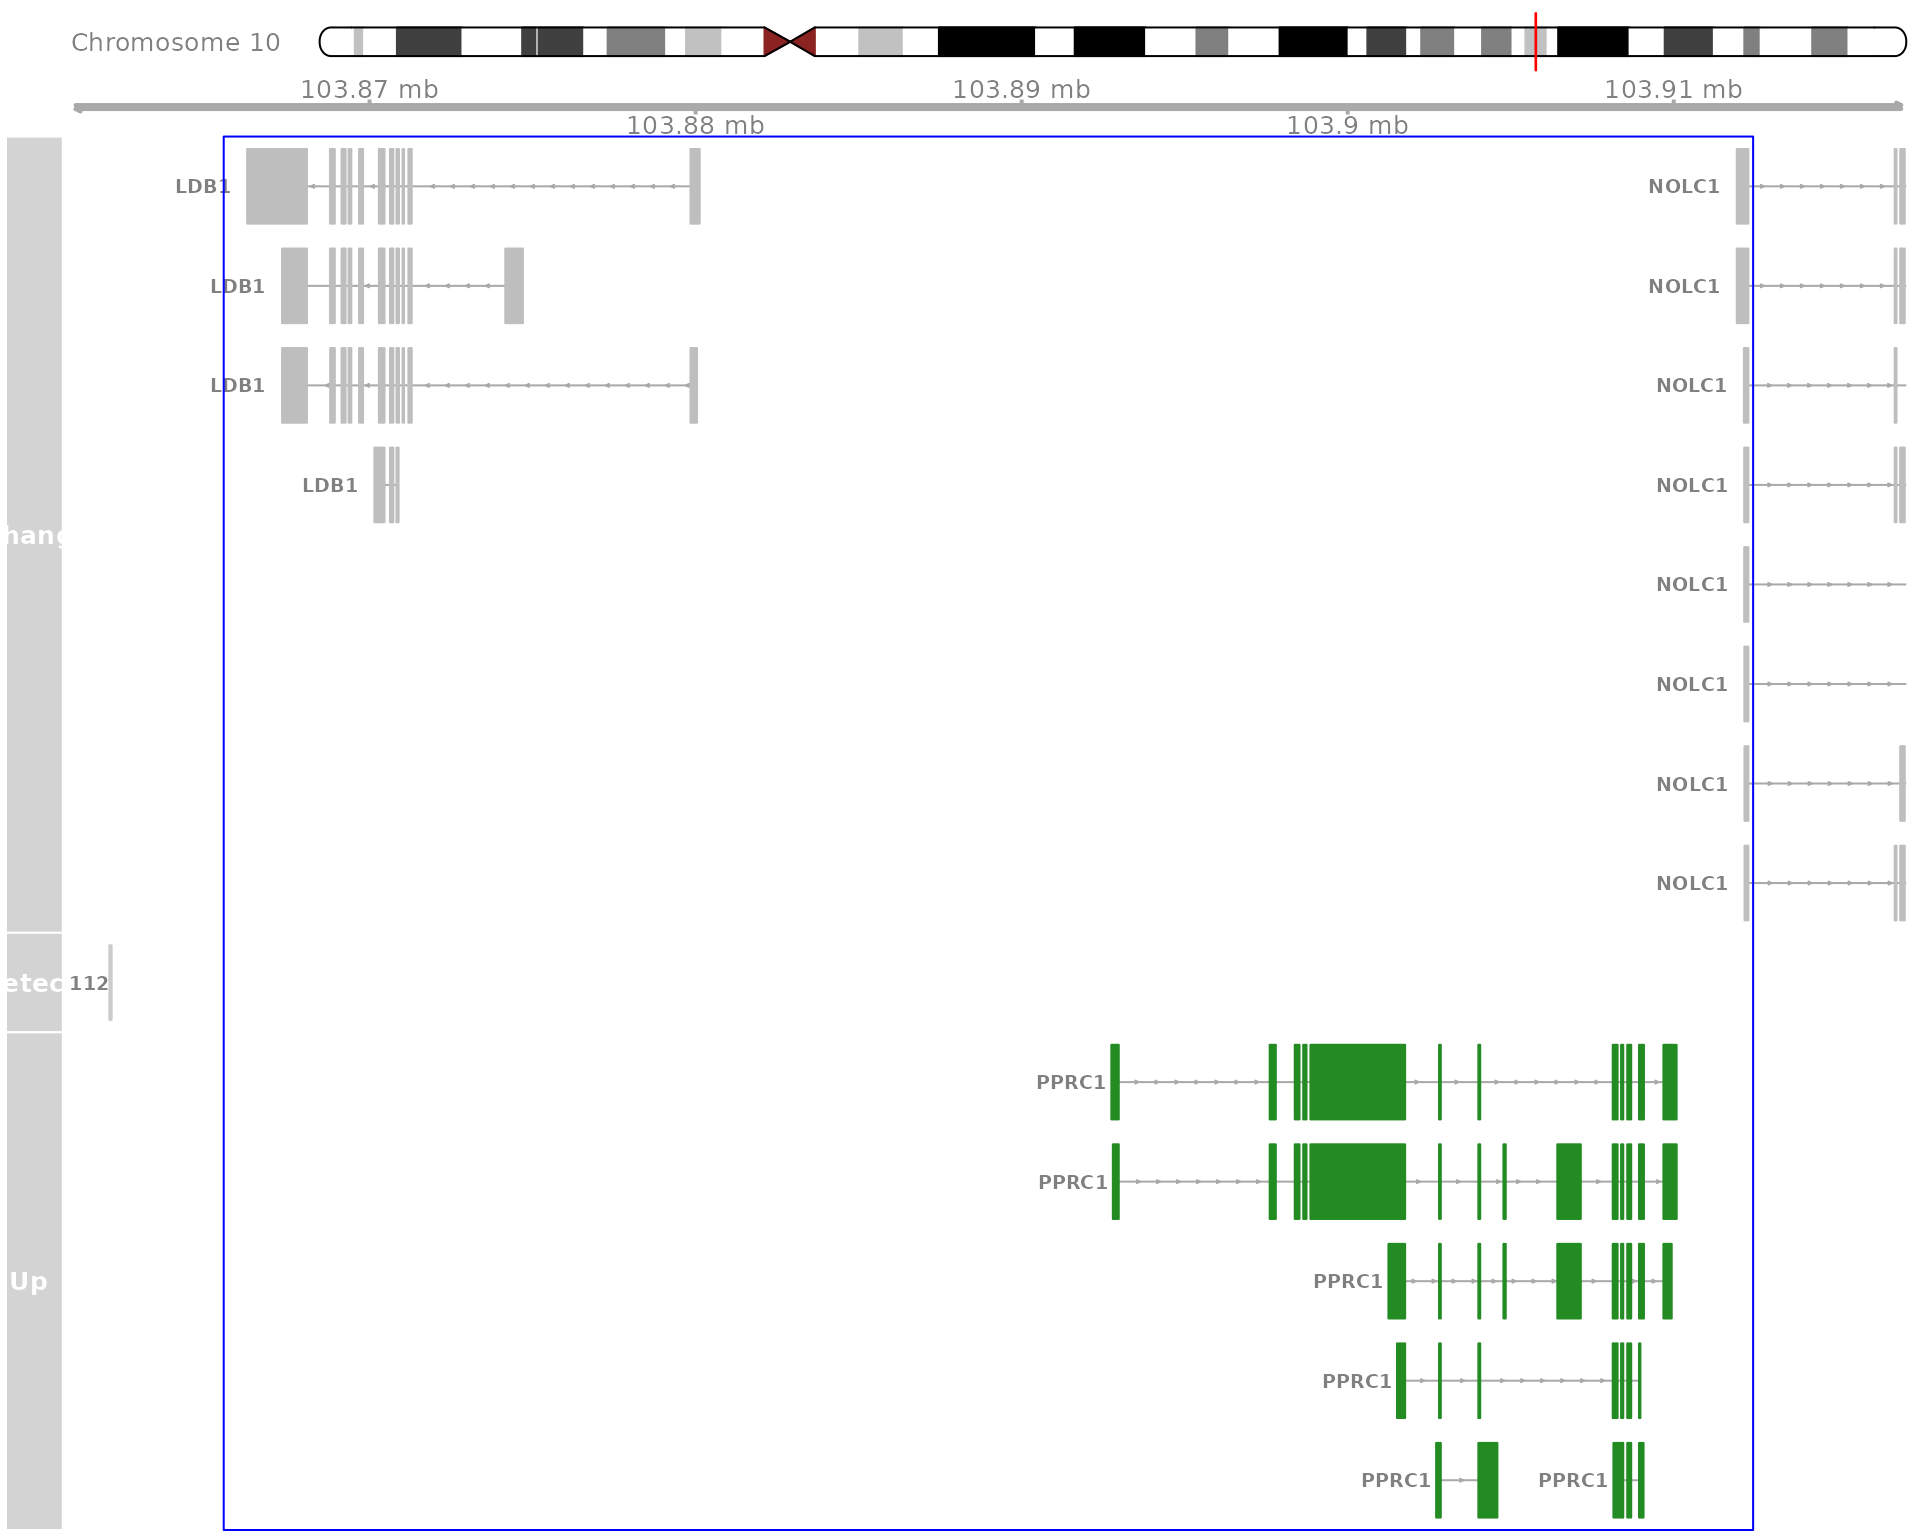 Chromosome 10
103.87 mb
103.89 mb
103.91 mb
103.88 mb
103.9 mb
LDB1
NOLC1
LDB1
NOLC1
LDB1
NOLC1
LDB1
NOLC1
hang
NOLC1
NOLC1
NOLC1
NOLC1
etec
112
PPRC1
PPRC1
Up
PPRC1
PPRC1
PPRC1
PPRC1